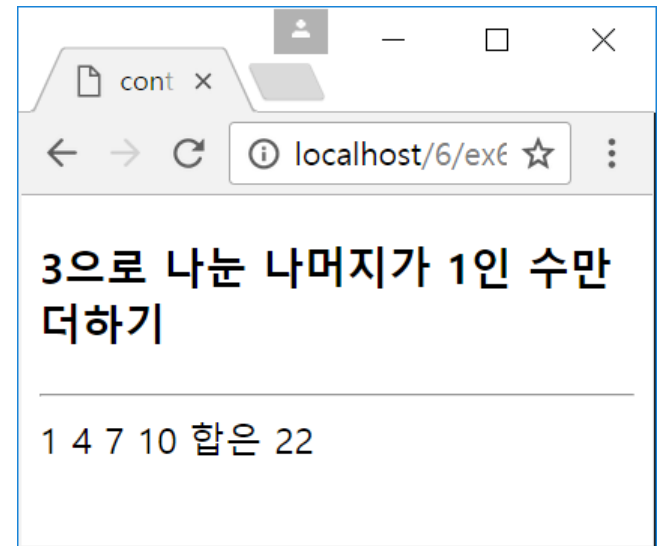 cont
localhost/6/ex6
3으로 나눈 나머지가 1인 수만
더하기
1 4 7 10 합은 22